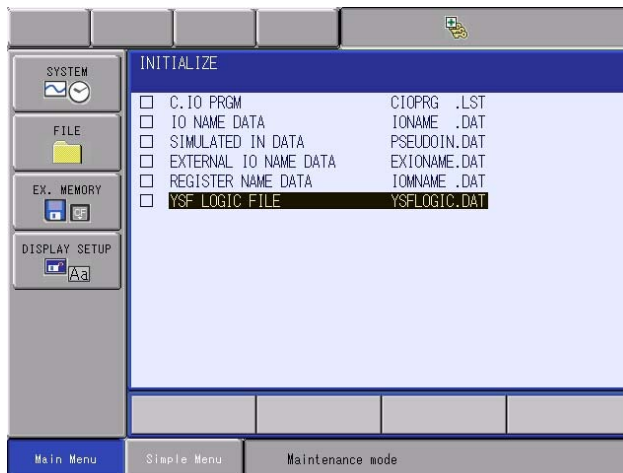 SYSTEM
FILE
EX. MEMORY
CF
DISPLAY SETUP
Aa
INITIALIZE
C.IO PRGM CIOPRG .LST
IO NAME DATA IONAME .DAT
SIMULATED IN DATA PSEUDOIN.DAT
EXTERNAL IO NAME DATA EXIONAME.DAT
REGISTER NAME DATA IOMNAME .DAT
YSF LOGIC FILE YSFLOGIC.DAT
Main Menu
Simple Menu
Maintenance mode